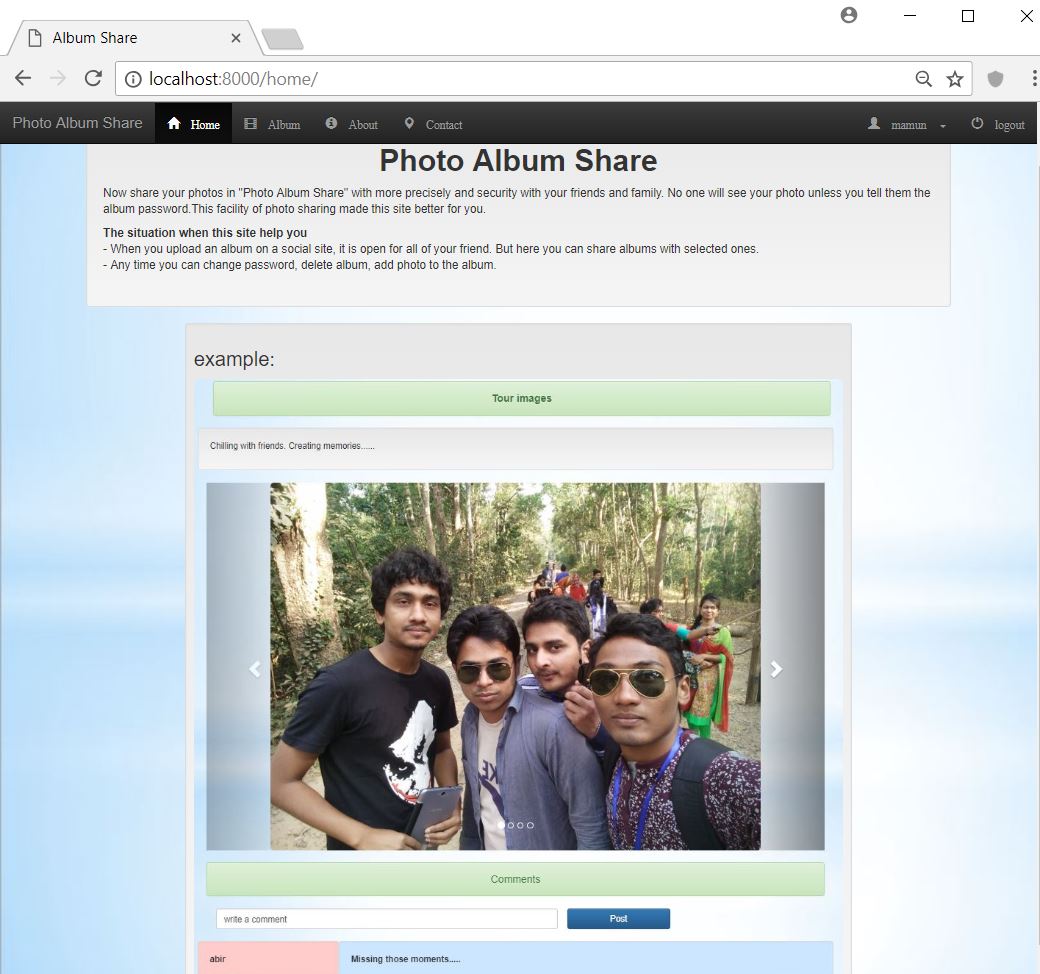 Album Share
localhost:8000/home/
Photo Album Share Home Album About Contact mamun logout
Photo Album Share
Now share your photos in "Photo Album Share" with more precisely and security with your friends and family. No one will see your photo unless you tell them the
album password.This facility of photo sharing made this site better for you.
The situation when this site help you
- When you upload an album on a social site, it is open for all of your friend. But here you can share albums with selected ones.
- Any time you can change password, delete album, add photo to the album.
example:
Tour images
Chilling with friends. Creating memories......
Comments
write a comment Post
abir Missing those moments.....